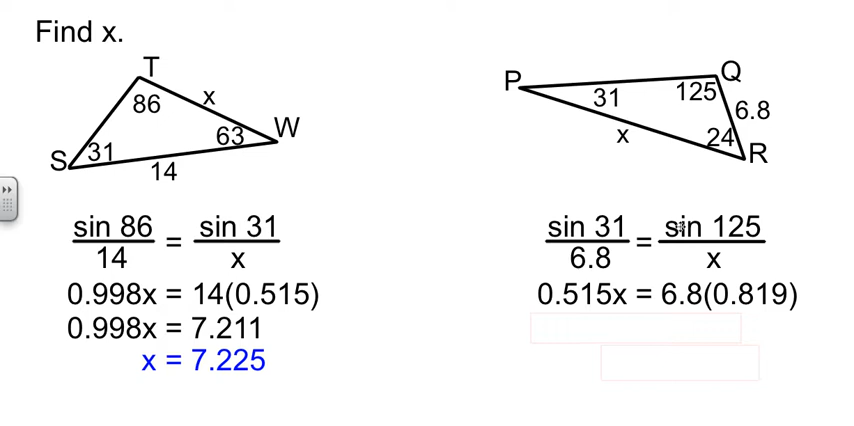 Find x.
T
86
x
63
W
S
31
14
sin 86 = sin 31
14 x
0.998x = 14(0.515)
0.998x = 7.211
x = 7.225
P
Q
31
125
6.8
x
24
R
sin 31 = sin 125
6.8 x
0.515x = 6.8(0.819)